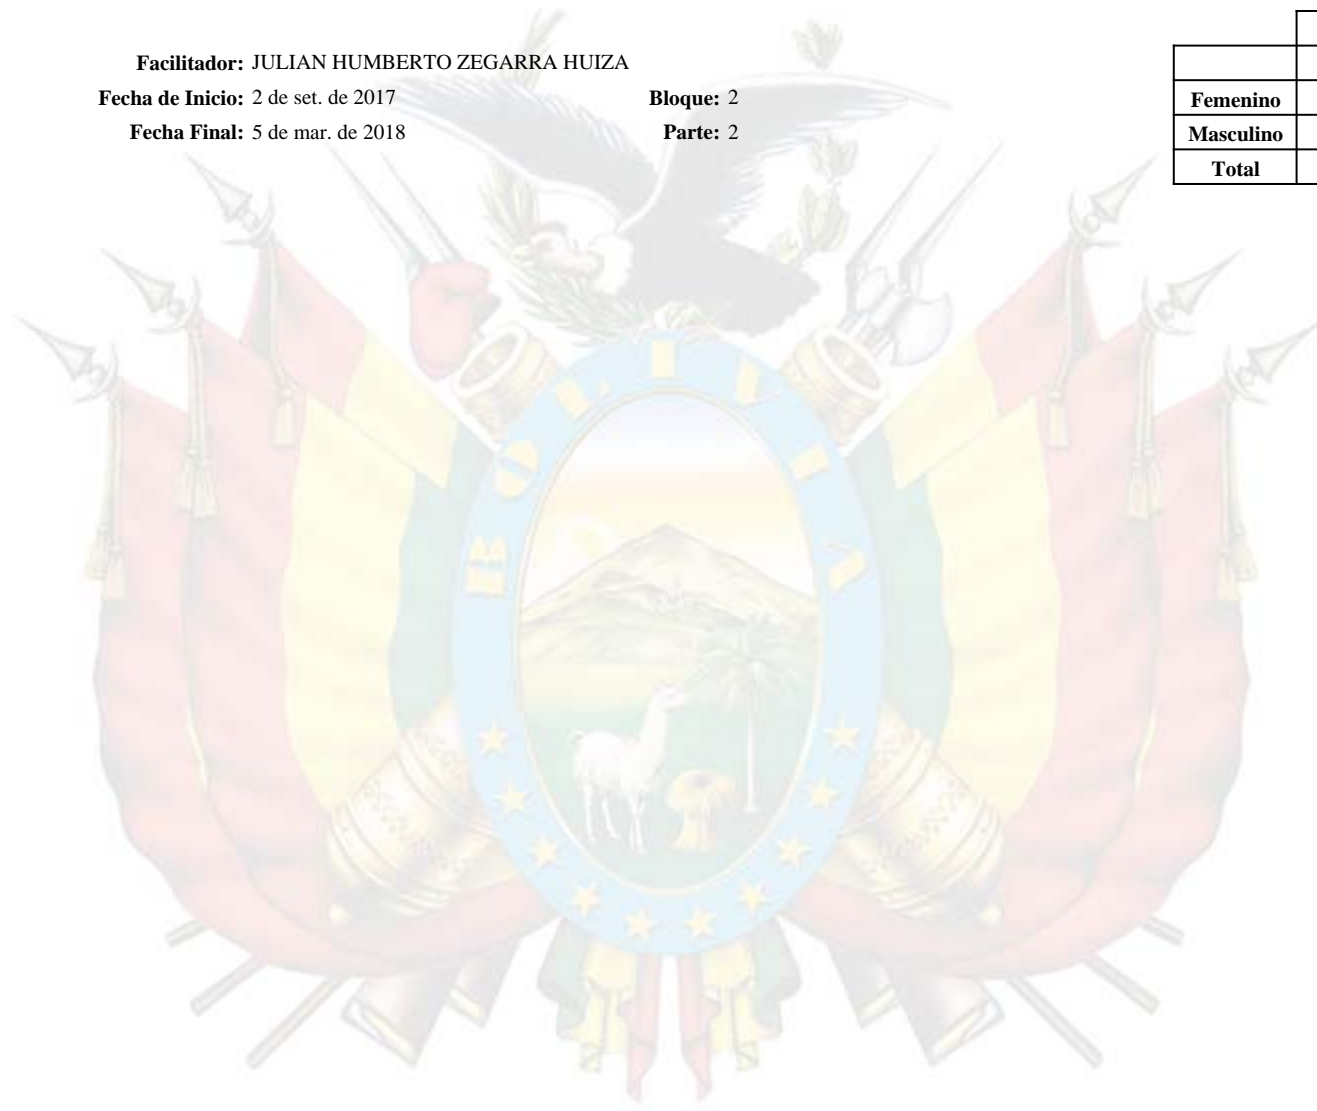 Facilitador: JULIAN HUMBERTO ZEGARRA HUIZA
Fecha de Inicio: 2 de set. de 2017 Bloque: 2
Fecha Final: 5 de mar. de 2018 Parte: 2
Femenino
Masculino
Total
BOLIVIA